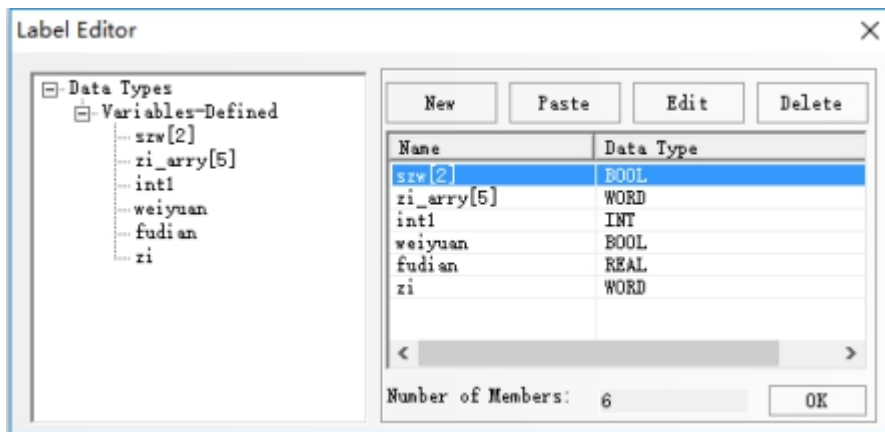 Label Editor
Data Types
Variables-Defined
szw[2]
zi_arry[5]
int1
weiyuan
fudian
zi
New Paste Edit Delete
Name Data Type
szw[2] BOOL
zi_arry[5] WORD
int1 INT
weiyuan BOOL
fudian REAL
zi WORD
Number of Members: 6 OK